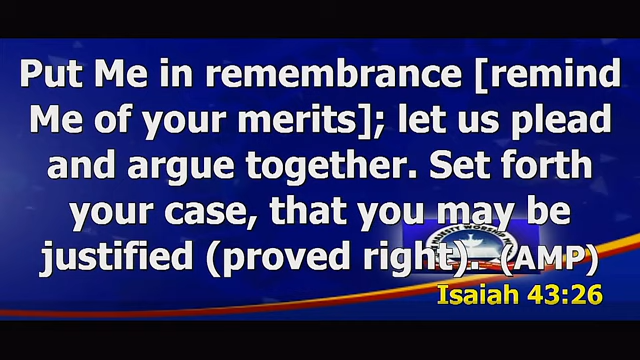 Put Me in remembrance [remind
Me of your merits]; let us plead
and argue together. Set forth
your case, that you may be
justified (proved right). (AMP)
Isaiah 43:26